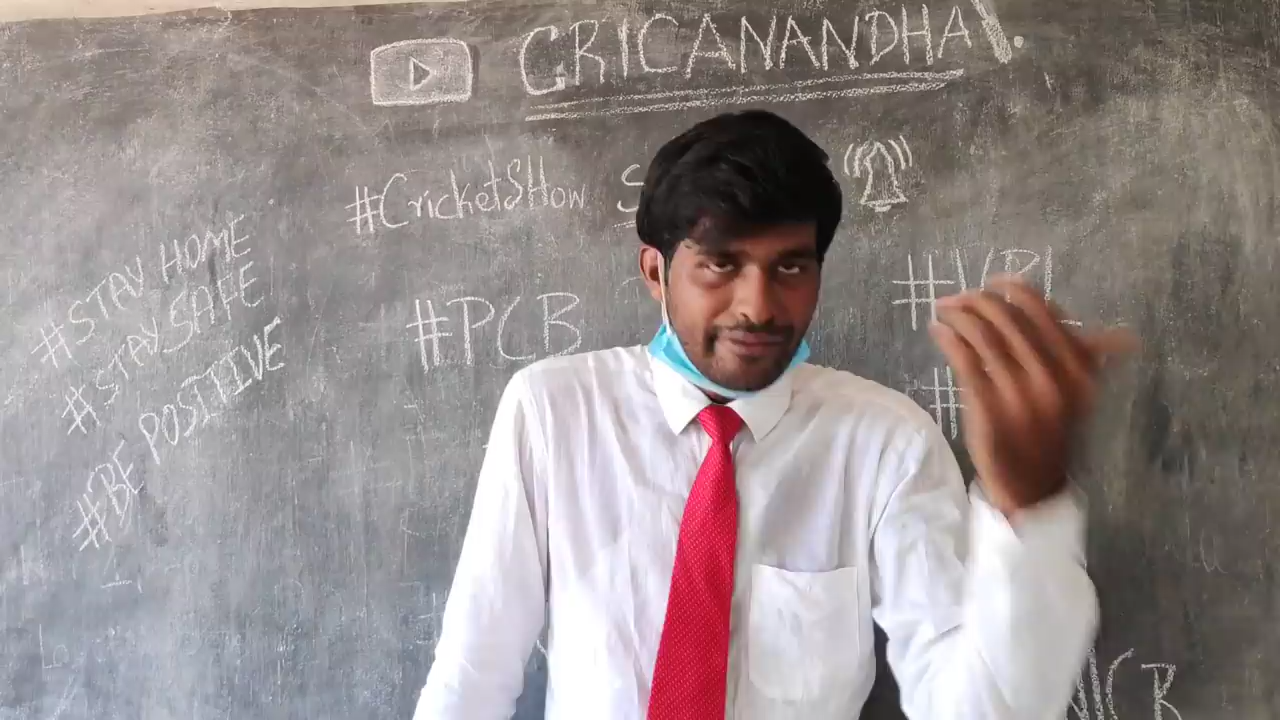 CRICANANDHA
#CricketSHow
#STAY HOME
#STAY SAFE
#BE POSITIVE
#PCB